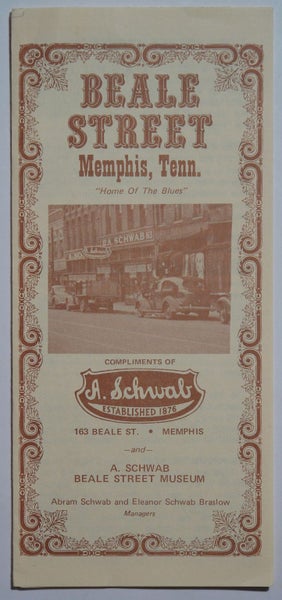 BEALE
STREET
Memphis, Tenn.
"Home Of The Blues"
A. SCHWAB
COMPLIMENTS OF
A. Schwab
ESTABLISHED 1876
163 BEALE ST. • MEMPHIS
—and—
A. SCHWAB
BEALE STREET MUSEUM
Abram Schwab and Eleanor Schwab Braslow
Managers